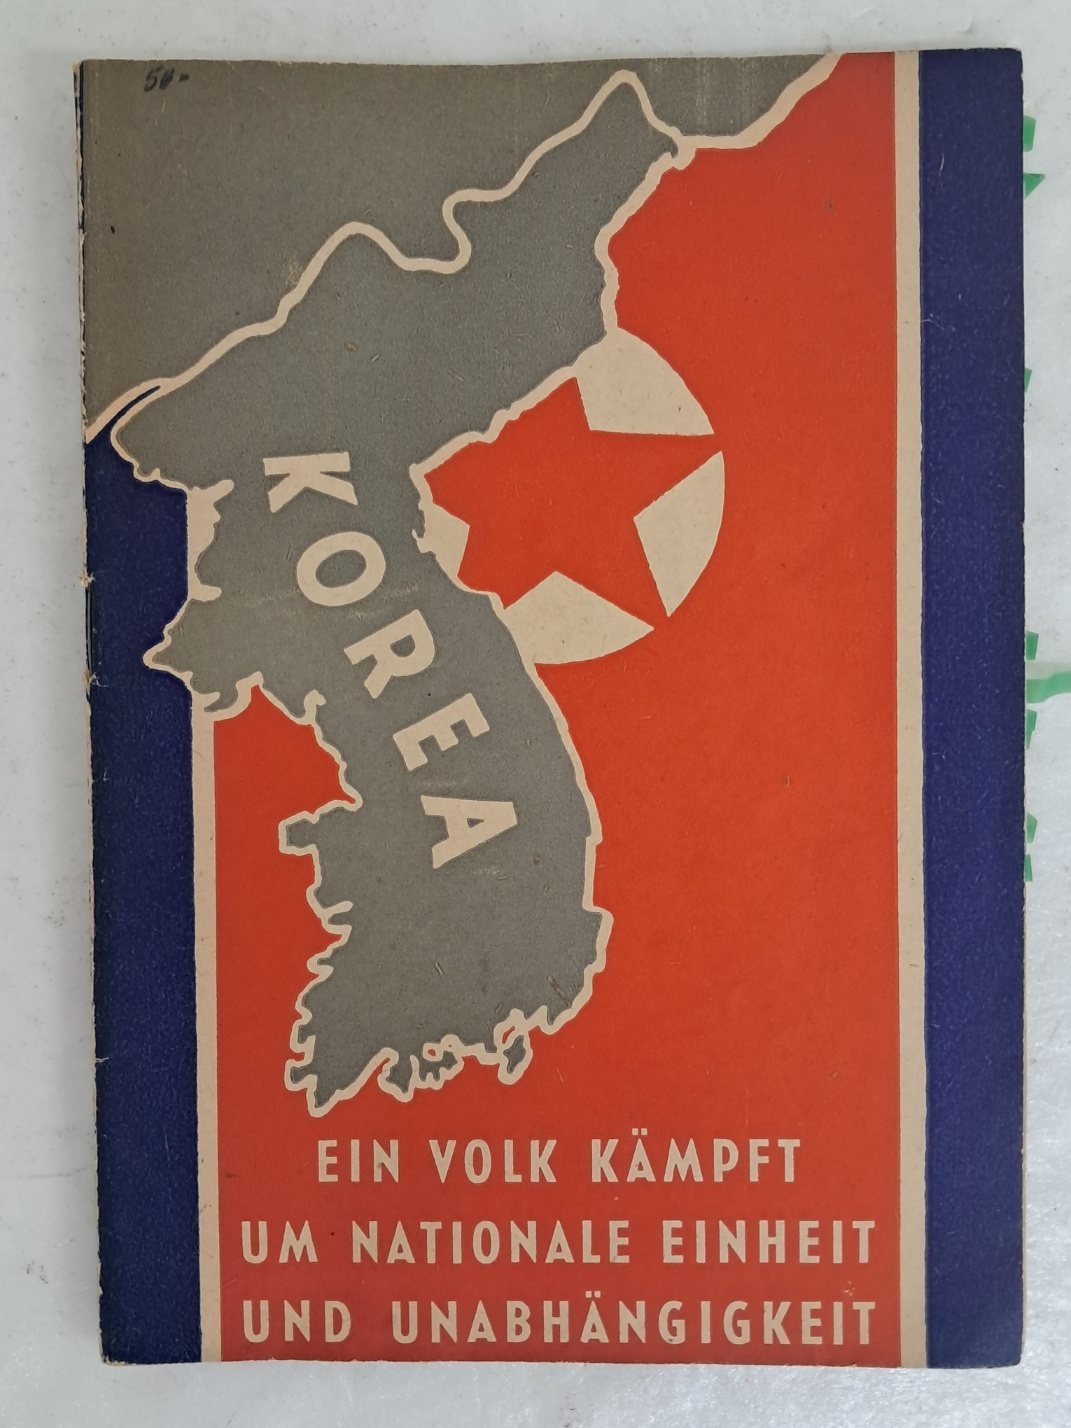 50.-
KOREA
EIN VOLK KÄMPFT
UM NATIONALE EINHEIT
UND UNABHÄNGIGKEIT